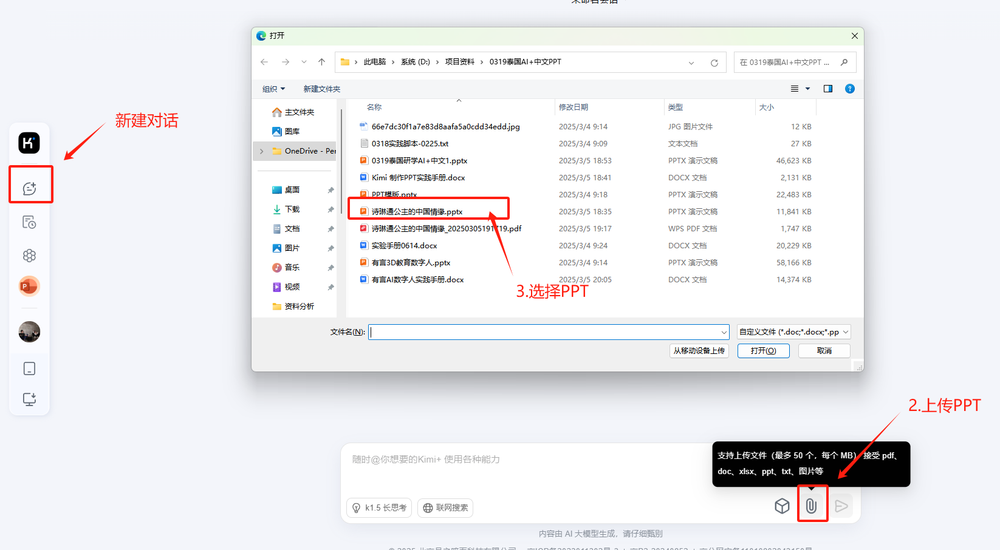 未命名会话
打开
此电脑 › 系统 (D:) › 项目资料 › 0319泰国AI+中文PPT
在 0319泰国AI+中文PPT ...
组织
新建文件夹
名称 修改日期 类型 大小
主文件夹
图库
OneDrive - Per
桌面
下载
文档
图片
音乐
视频
资料分析
66e7dc30f1a7e83d8aafa5a0cdd34edd.jpg 2025/3/4 9:14 JPG 图片文件 12 KB
0318实践脚本-0225.txt 2025/3/4 9:09 文本文档 27 KB
0319泰国研学AI+中文1.pptx 2025/3/5 18:53 PPTX 演示文稿 46,623 KB
Kimi 制作PPT实践手册.docx 2025/3/5 18:41 DOCX 文档 2,131 KB
PPT模版.pptx 2025/3/4 9:18 PPTX 演示文稿 22,483 KB
诗琳通公主的中国情缘.pptx 2025/3/5 18:35 PPTX 演示文稿 11,841 KB
诗琳通公主的中国情缘_20250305191719.pdf 2025/3/5 19:17 WPS PDF 文档 1,747 KB
实验手册0614.docx 2025/3/4 9:24 DOCX 文档 20,229 KB
有言3D教育数字人.pptx 2025/3/4 9:14 PPTX 演示文稿 58,166 KB
有言AI数字人实践手册.docx 2025/3/5 20:05 DOCX 文档 14,374 KB
3.选择PPT
文件名(N):
自定义文件 (*.doc;*.docx;*.pp
从移动设备上传
打开(O)
取消
新建对话
2.上传PPT
支持上传文件（最多 50 个，每个 MB） 接受 pdf、
doc、xlsx、ppt、txt、图片等
随时@你想要的Kimi+ 使用各种能力
k1.5 长思考
联网搜索
内容由 AI 大模型生成，请仔细甄别